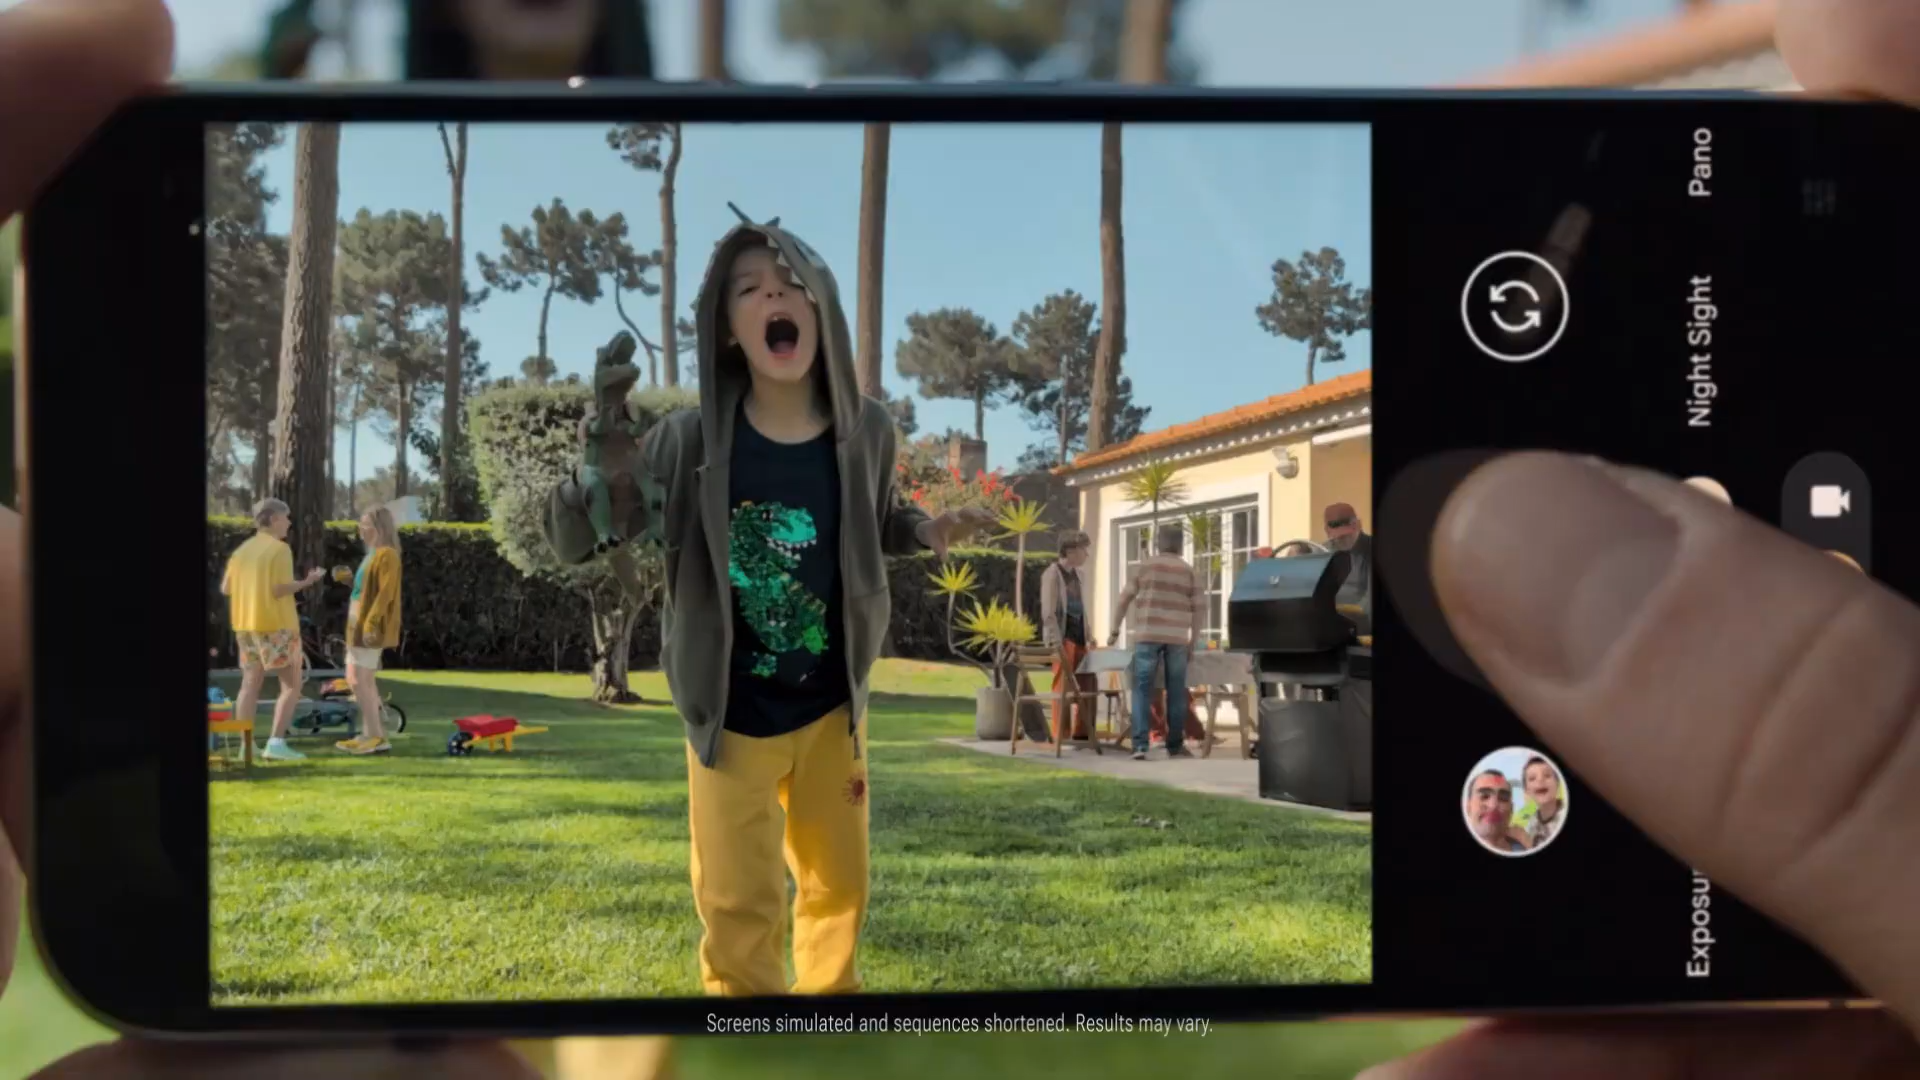 Pano
Night Sight
Exposur
Screens simulated and sequences shortened. Results may vary.